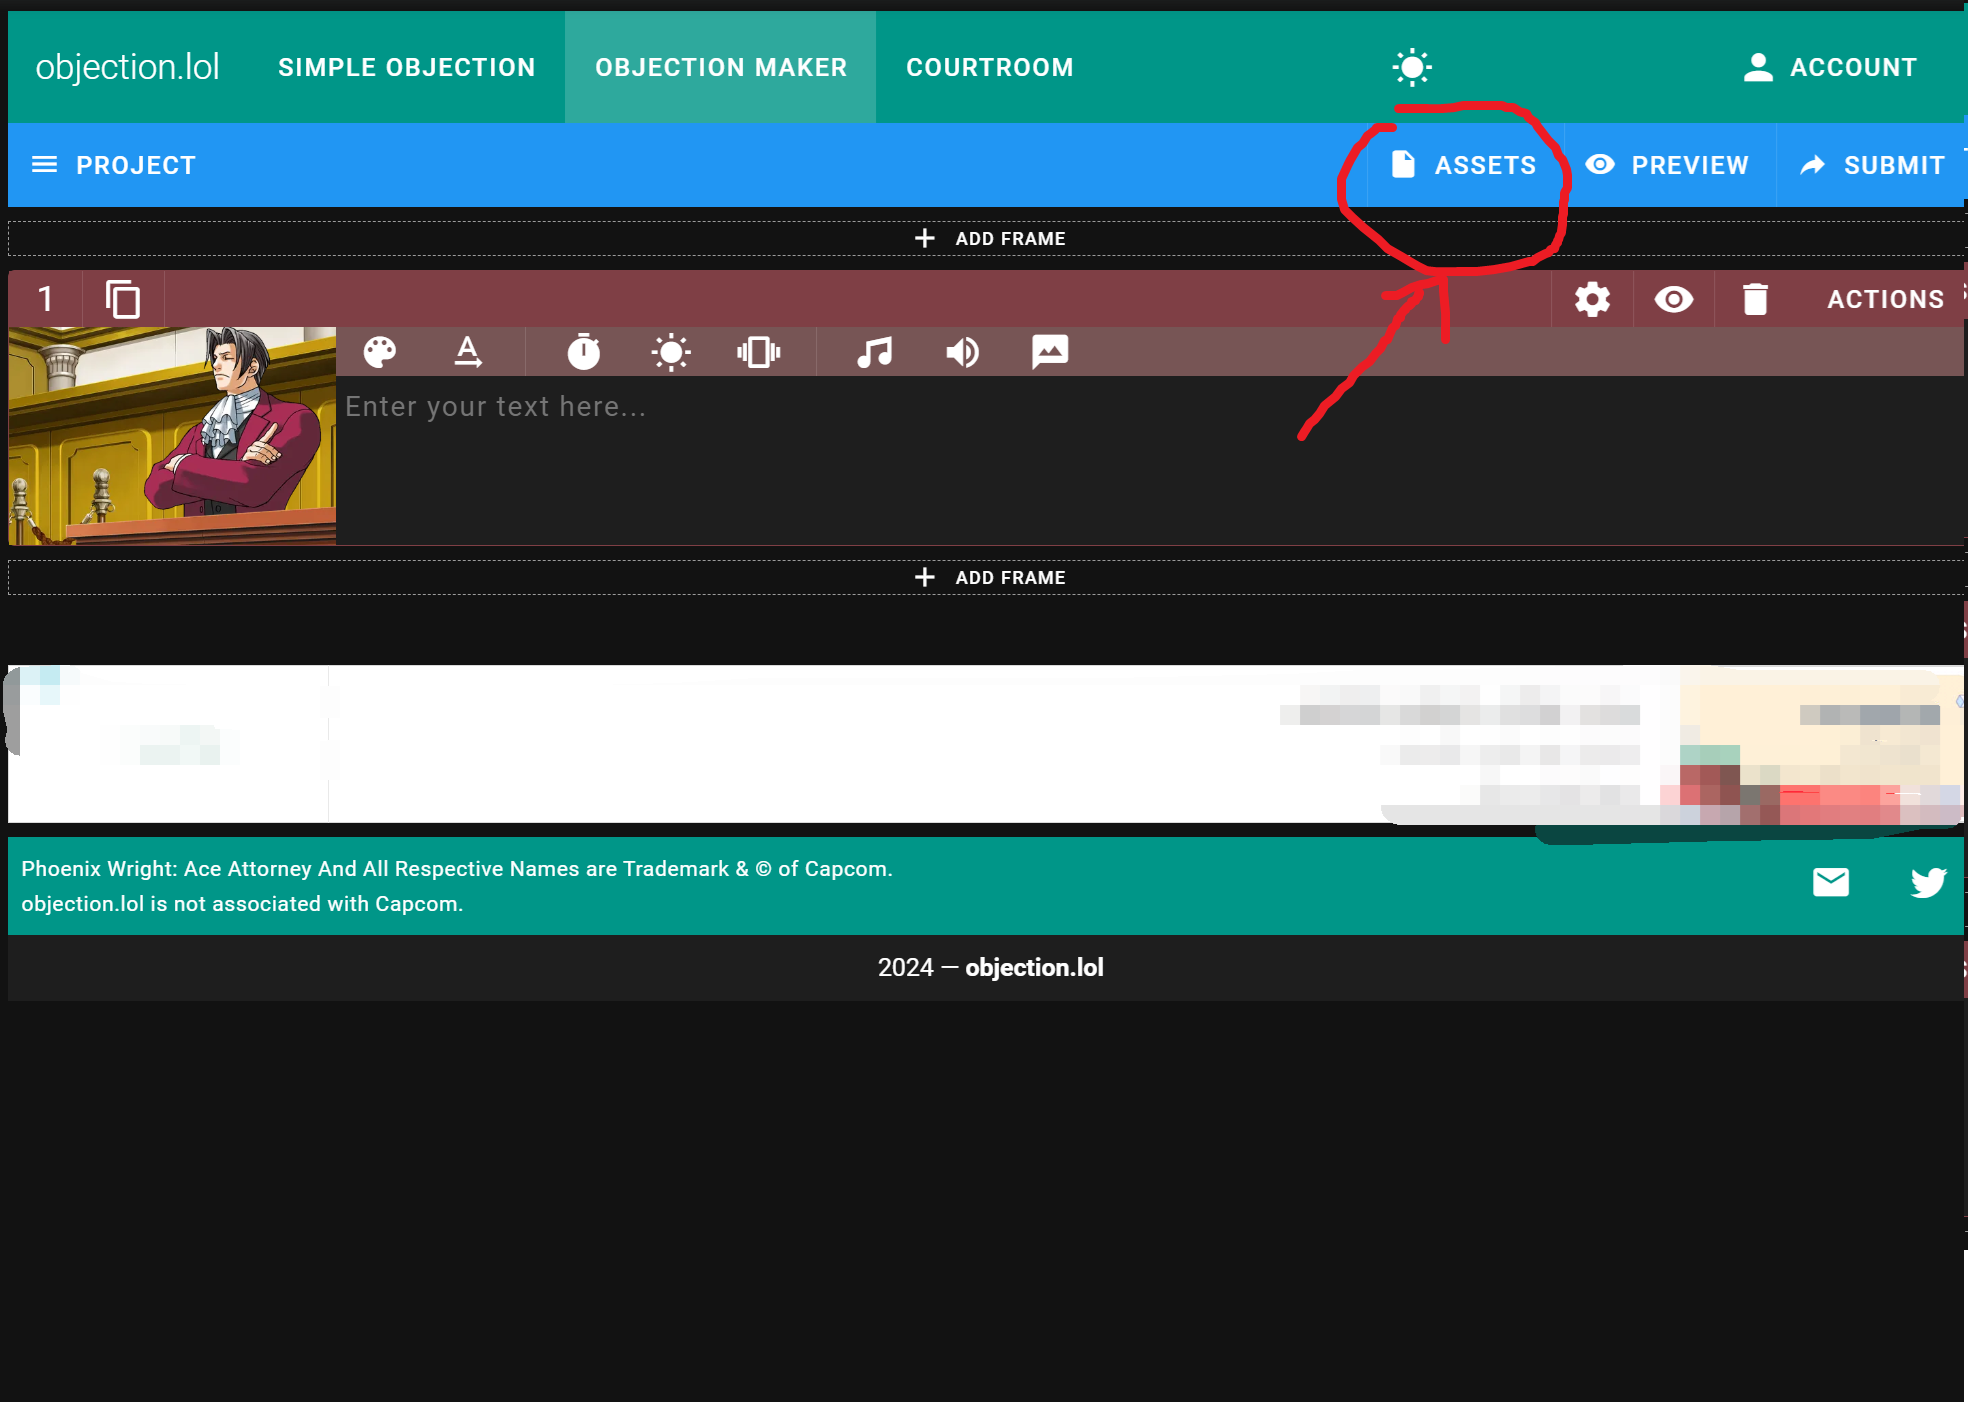 objection.lol SIMPLE OBJECTION OBJECTION MAKER COURTROOM ACCOUNT
PROJECT ASSETS PREVIEW SUBMIT
ADD FRAME
1 ACTIONS
Enter your text here...
ADD FRAME
Phoenix Wright: Ace Attorney And All Respective Names are Trademark & © of Capcom.
objection.lol is not associated with Capcom.
2024 — objection.lol